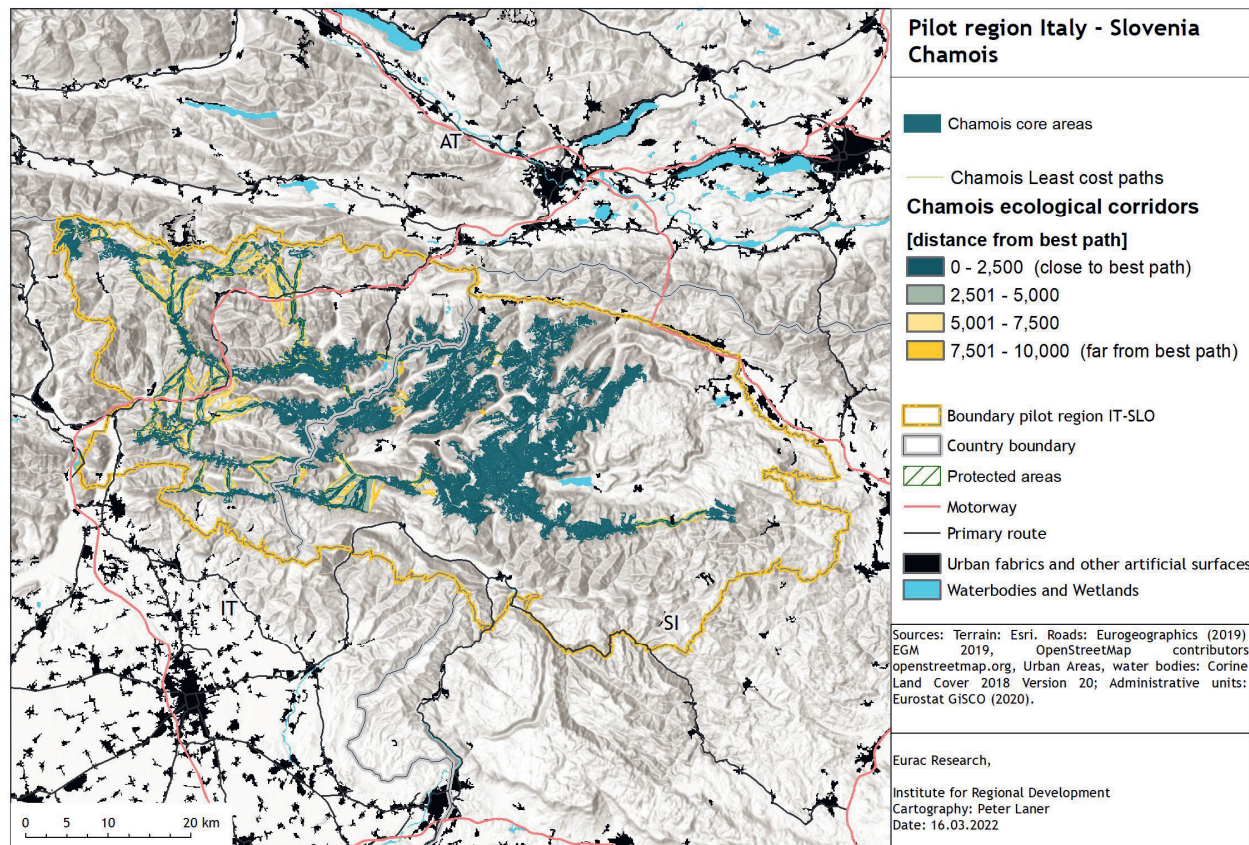 Pilot region Italy - Slovenia
Chamois
Chamois core areas
Chamois Least cost paths
Chamois ecological corridors
[distance from best path]
0 - 2,500 (close to best path)
2,501 - 5,000
5,001 - 7,500
7,501 - 10,000 (far from best path)
Boundary pilot region IT-SLO
Country boundary
Protected areas
Motorway
Primary route
Urban fabrics and other artificial surfaces
Waterbodies and Wetlands
Sources: Terrain: Esri. Roads: Eurogeographics (2019)
EGM 2019, OpenStreetMap contributors
openstreetmap.org, Urban Areas, water bodies: Corine
Land Cover 2018 Version 20; Administrative units:
Eurostat GiSCO (2020).
Eurac Research,
Institute for Regional Development
Cartography: Peter Laner
Date: 16.03.2022
AT
IT
SI
0 5 10 20 km